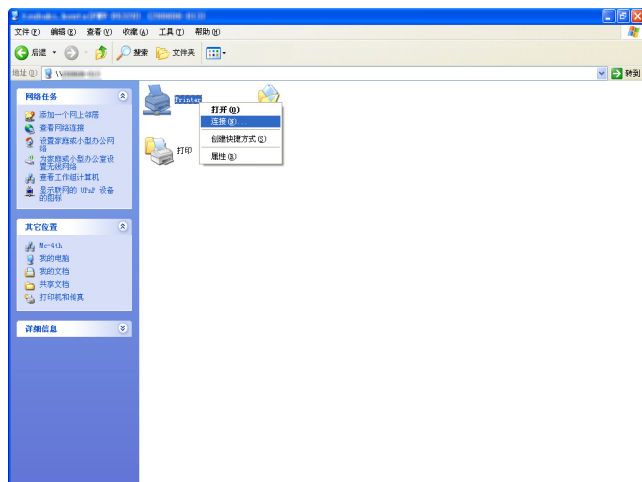 文件(F) 编辑(E) 查看(V) 收藏(A) 工具(T) 帮助(H)
后退 搜索 文件夹
地址(D) \\ 转到
网络任务
添加一个网上邻居
查看网络连接
设置家庭或小型办公网
络
为家庭或小型办公室设
置无线网络
查看工作组计算机
显示联网的 UPnP 设备
的图标
其它位置
Mc-4th
我的电脑
我的文档
共享文档
打印机和传真
详细信息
Printer
打印
打开(O)
连接(N)...
创建快捷方式(S)
属性(R)